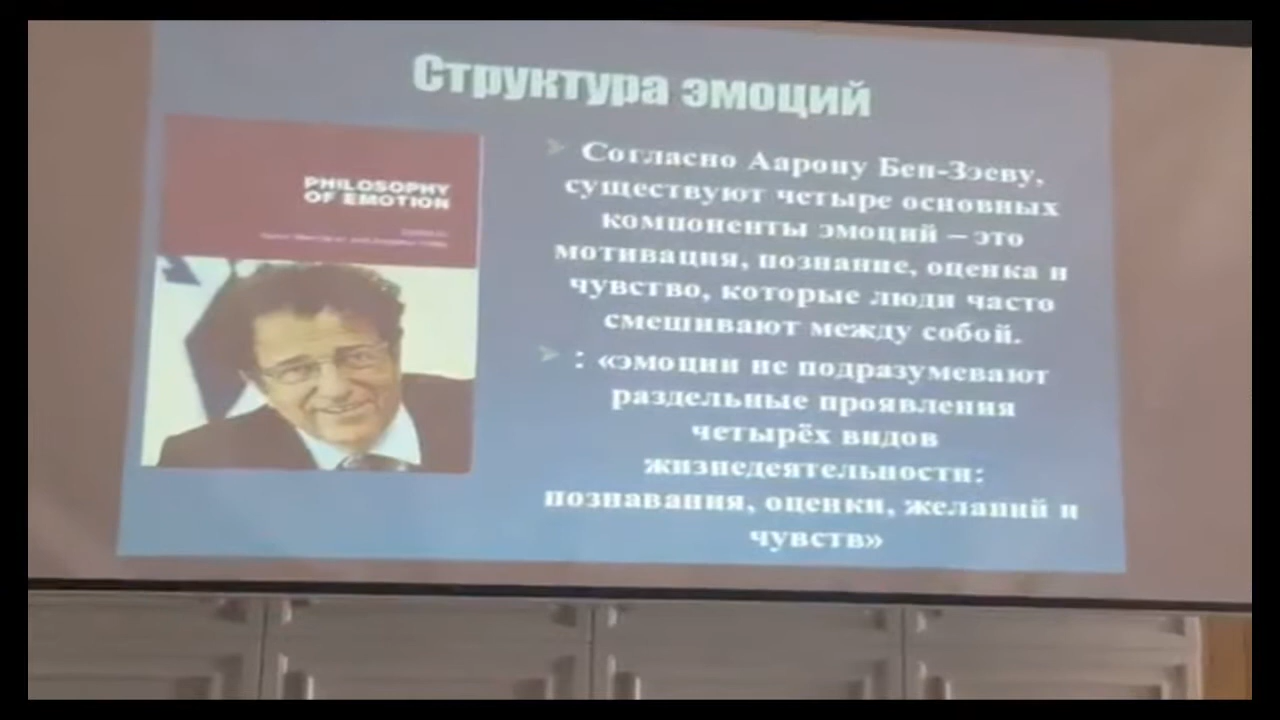 Структура эмоций
PHILOSOPHY
OF EMOTION
Согласно Аарону Бен-Зэеву,
существуют четыре основных
компоненты эмоций – это
мотивация, познание, оценка и
чувство, которые люди часто
смешивают между собой.
: «эмоции не подразумевают
раздельные проявления
четырёх видов
жизнедеятельности:
познавания, оценки, желаний и
чувств»